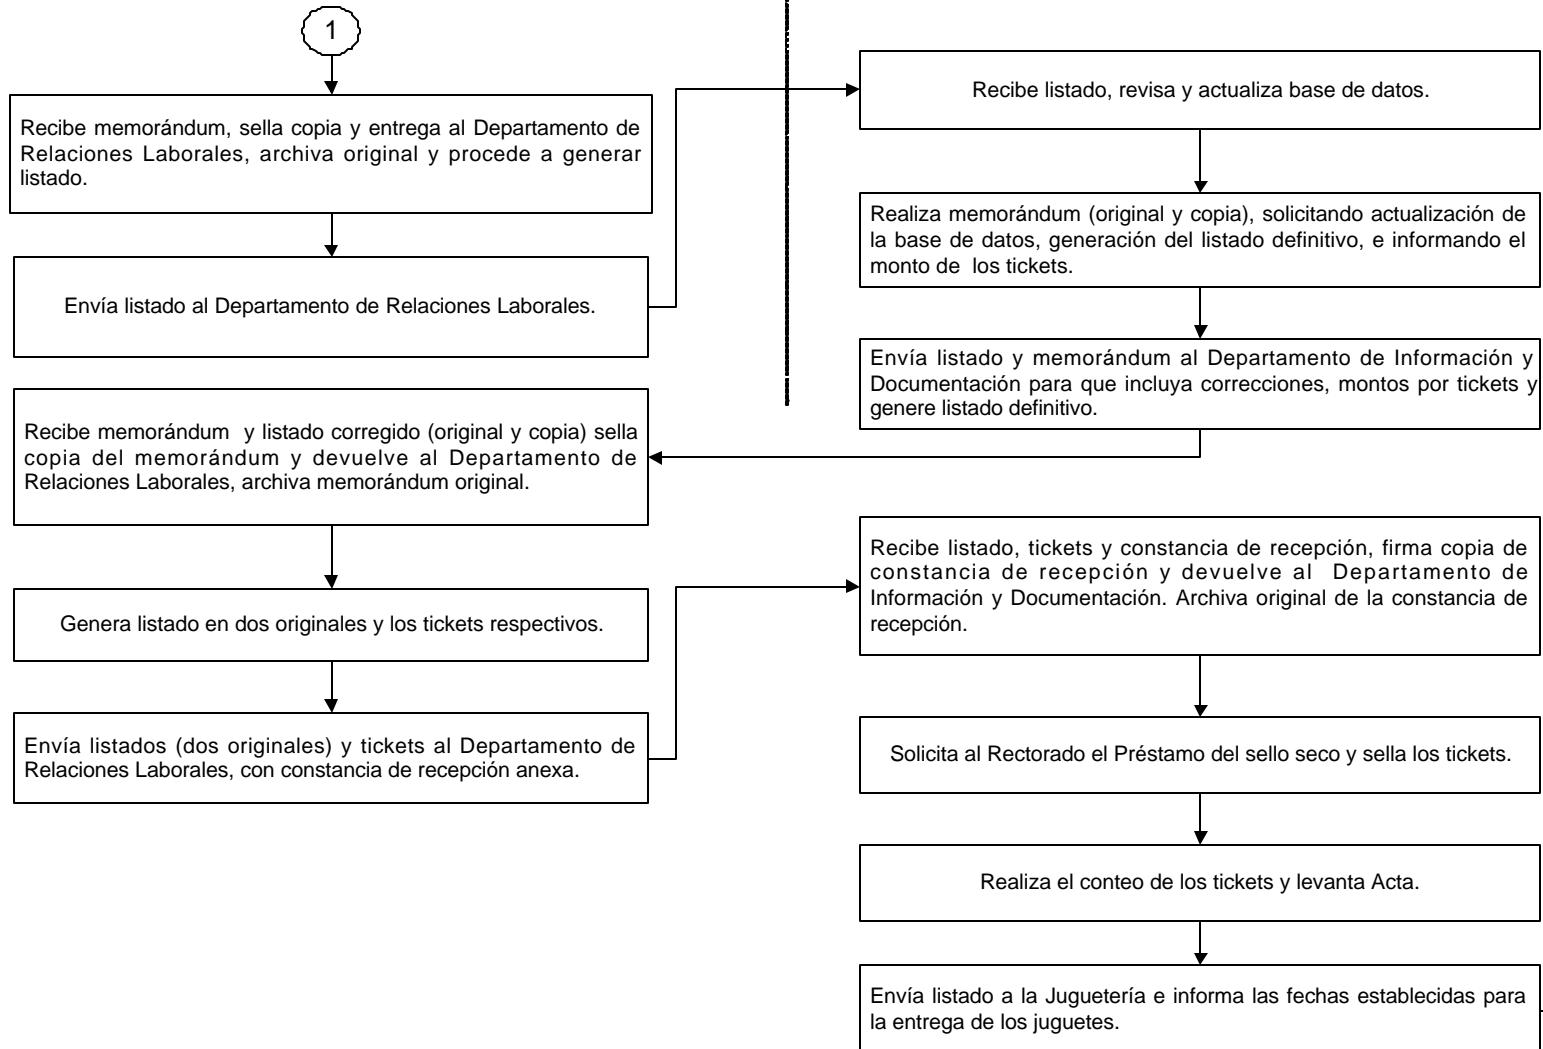 1
Recibe memorándum, sella copia y entrega al Departamento de
Relaciones Laborales, archiva original y procede a generar
listado.
Envía listado al Departamento de Relaciones Laborales.
Recibe listado, revisa y actualiza base de datos.
Realiza memorándum (original y copia), solicitando actualización de
la base de datos, generación del listado definitivo, e informando el
monto de los tickets.
Envía listado y memorándum al Departamento de Información y
Documentación para que incluya correcciones, montos por tickets y
genere listado definitivo.
Recibe memorándum y listado corregido (original y copia) sella
copia del memorándum y devuelve al Departamento de
Relaciones Laborales, archiva memorándum original.
Genera listado en dos originales y los tickets respectivos.
Envía listados (dos originales) y tickets al Departamento de
Relaciones Laborales, con constancia de recepción anexa.
Recibe listado, tickets y constancia de recepción, firma copia de
constancia de recepción y devuelve al Departamento de
Información y Documentación. Archiva original de la constancia de
recepción.
Solicita al Rectorado el Préstamo del sello seco y sella los tickets.
Realiza el conteo de los tickets y levanta Acta.
Envía listado a la Juguetería e informa las fechas establecidas para
la entrega de los juguetes.